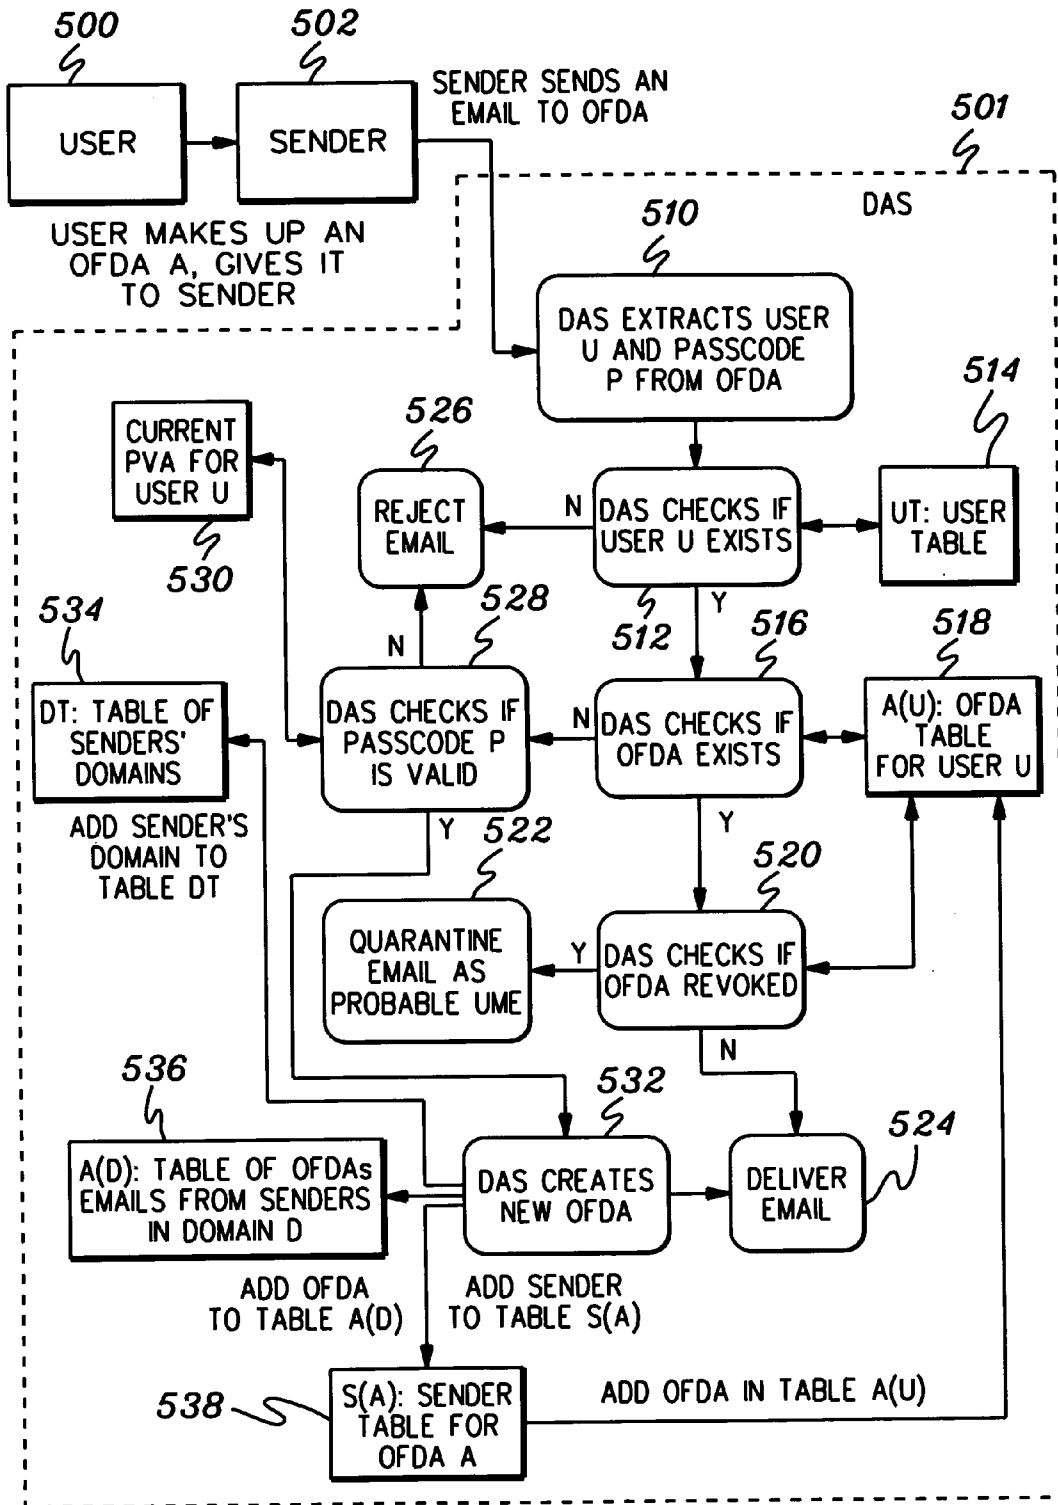 500
502
USER
SENDER
SENDER SENDS AN
EMAIL TO OFDA
501
DAS
USER MAKES UP AN
OFDA A, GIVES IT
TO SENDER
510
DAS EXTRACTS USER
U AND PASSCODE
P FROM OFDA
514
526
CURRENT
PVA FOR
USER U
530
REJECT
EMAIL
N
DAS CHECKS IF
USER U EXISTS
512
Y
UT: USER
TABLE
534
528
N
516
518
DT: TABLE OF
SENDERS'
DOMAINS
DAS CHECKS IF
PASSCODE P
IS VALID
N
DAS CHECKS IF
OFDA EXISTS
A(U): OFDA
TABLE
FOR USER U
ADD SENDER'S
DOMAIN TO
TABLE DT
Y
522
Y
520
QUARANTINE
EMAIL AS
PROBABLE UME
Y
DAS CHECKS IF
OFDA REVOKED
N
536
532
524
A(D): TABLE OF OFDAs
EMAILS FROM SENDERS
IN DOMAIN D
DAS CREATES
NEW OFDA
DELIVER
EMAIL
ADD OFDA
TO TABLE A(D)
ADD SENDER
TO TABLE S(A)
538
S(A): SENDER
TABLE FOR
OFDA A
ADD OFDA IN TABLE A(U)